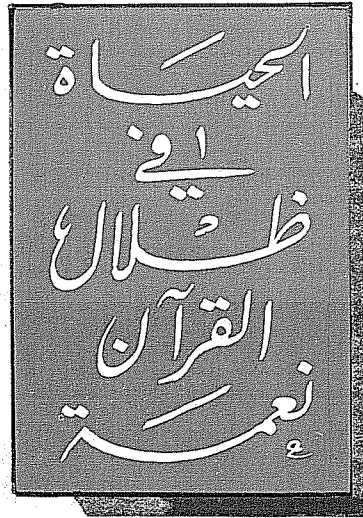 الحياة
في
ظلال
القرآن
نعمة